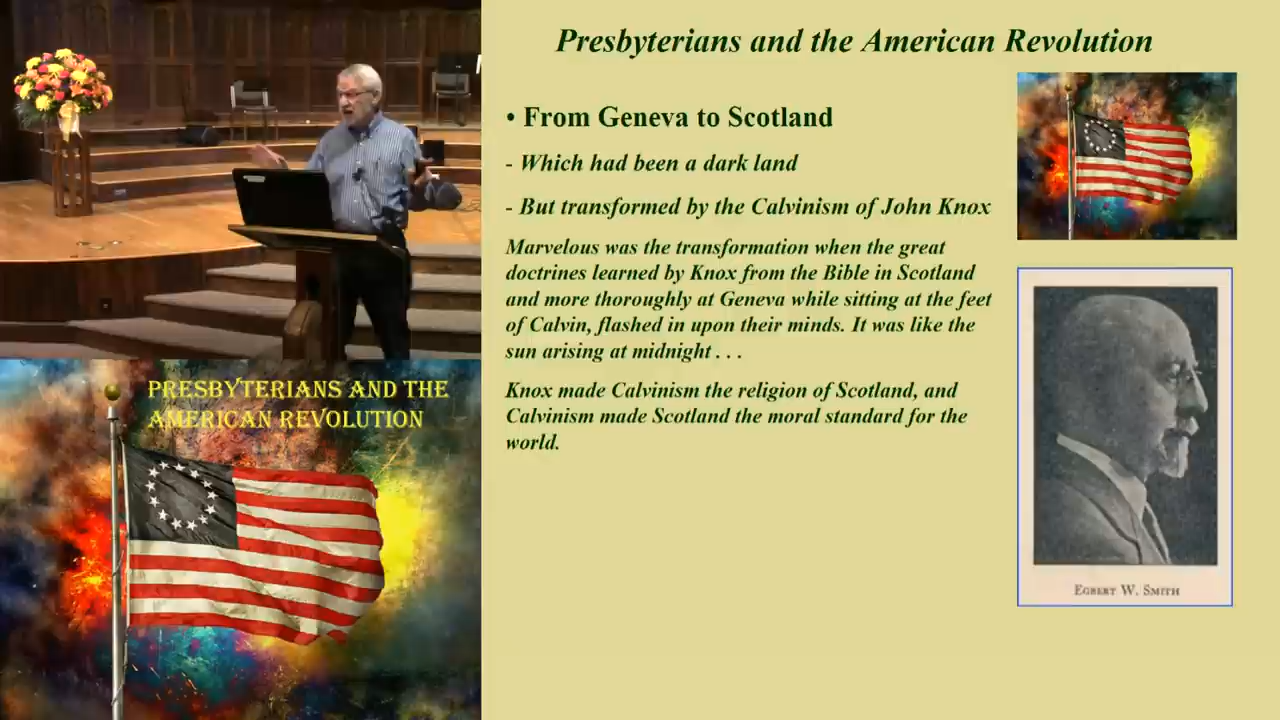 Presbyterians and the American Revolution
• From Geneva to Scotland
- Which had been a dark land
- But transformed by the Calvinism of John Knox
Marvelous was the transformation when the great
doctrines learned by Knox from the Bible in Scotland
and more thoroughly at Geneva while sitting at the feet
of Calvin, flashed in upon their minds. It was like the
sun arising at midnight . . .
Knox made Calvinism the religion of Scotland, and
Calvinism made Scotland the moral standard for the
world.
EGBERT W. SMITH
PRESBYTERIANS AND THE
AMERICAN REVOLUTION